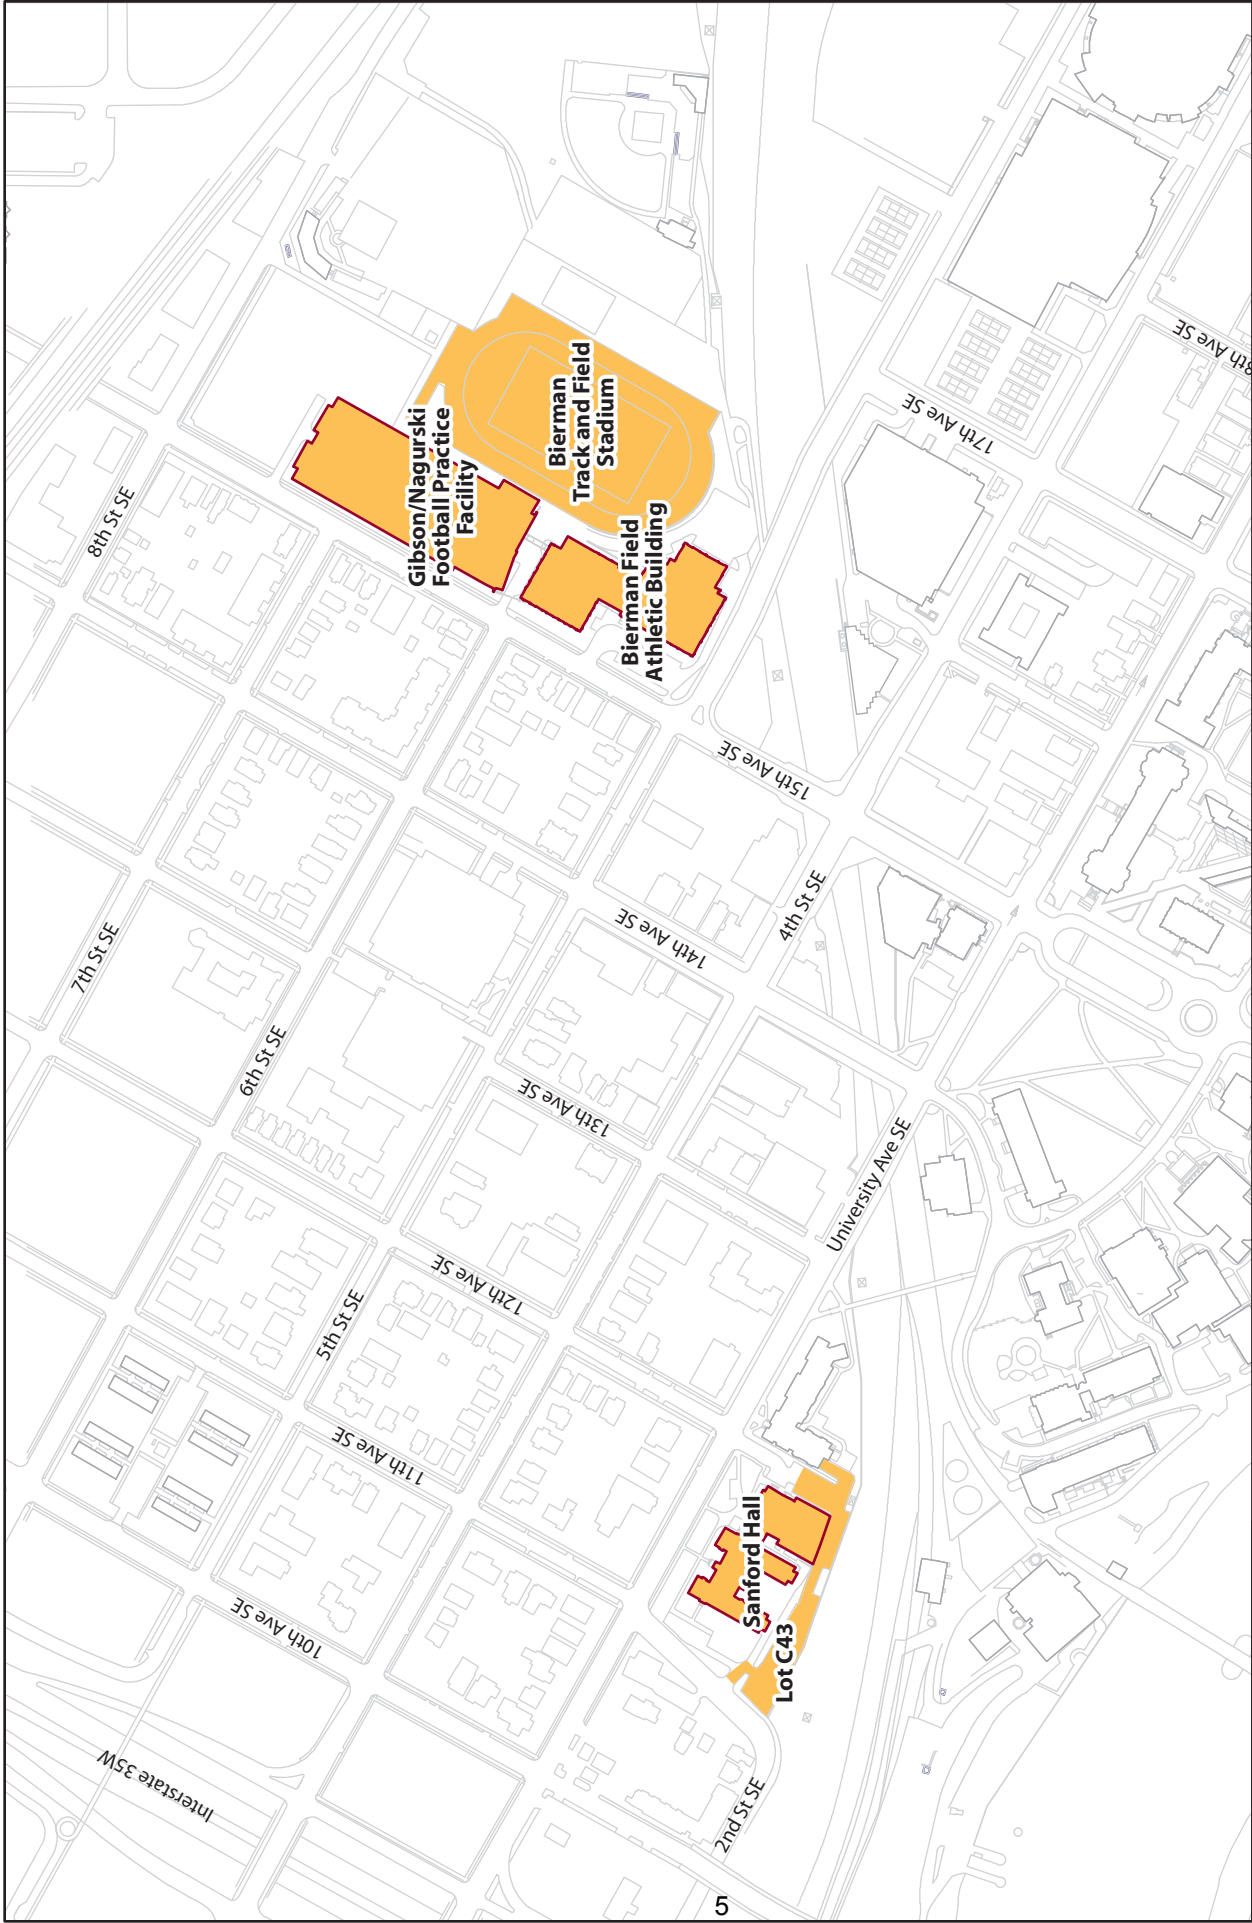 8th St SE
Gibson/Nagurski
Football Practice
Facility
Bierman
Track and Field
Stadium
Bierman Field
Athletic Building
18th Ave SE
17th Ave SE
15th Ave SE
4th St SE
14th Ave SE
7th St SE
6th St SE
13th Ave SE
University Ave SE
12th Ave SE
5th St SE
11th Ave SE
10th Ave SE
Sanford Hall
Lot C43
Interstate 35W
2nd St SE
5